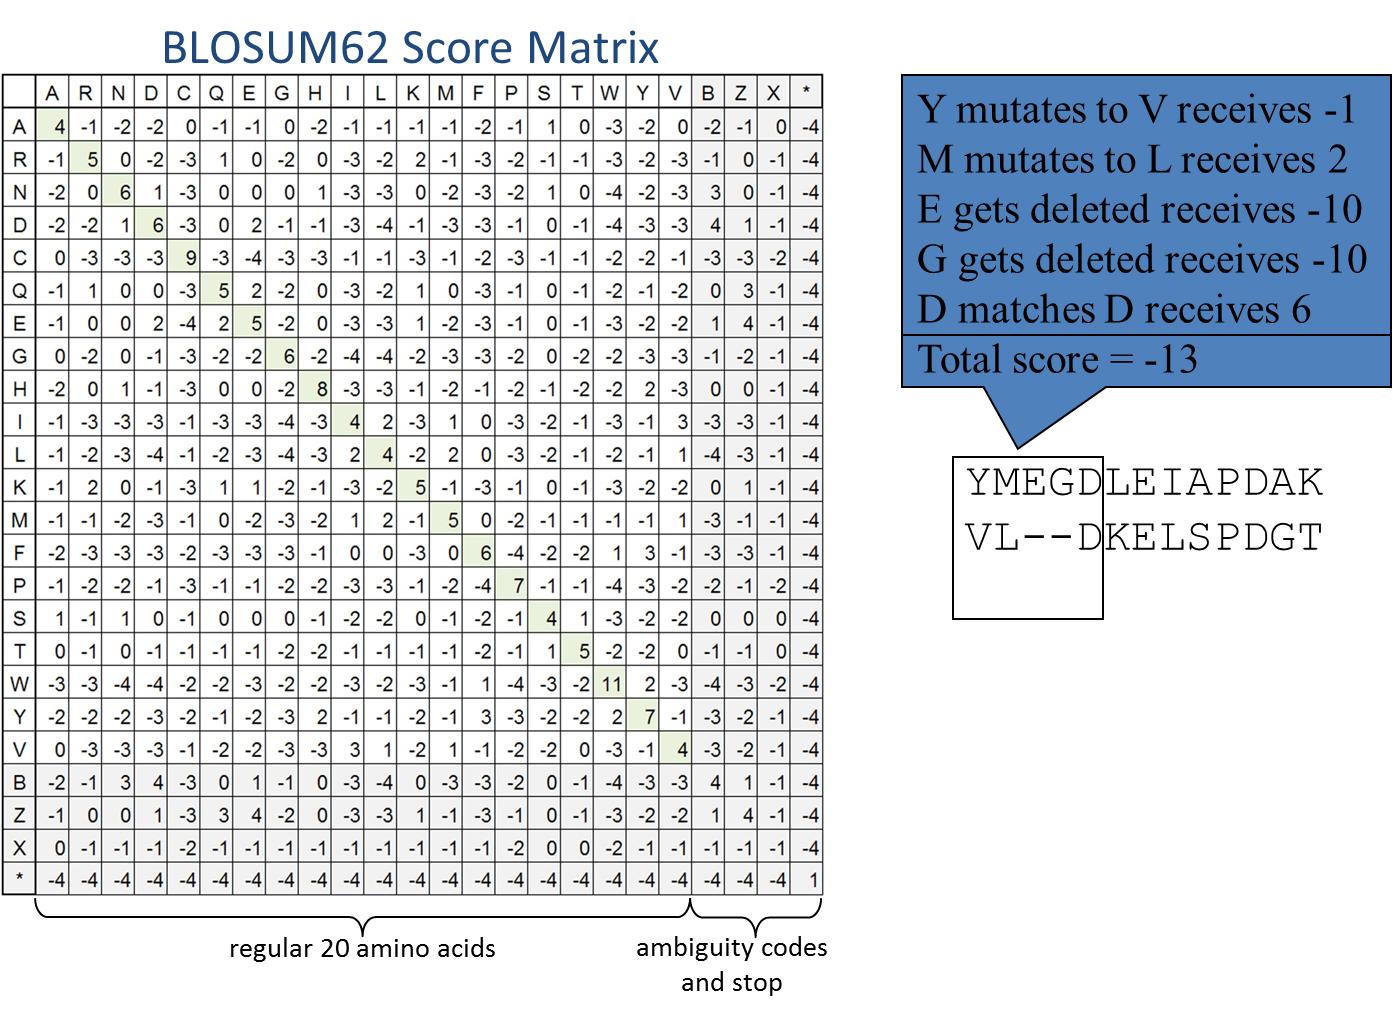 BLOSUM62 Score Matrix
A R N D C Q E G H I L K M F P S T W Y V B Z X *
A 4 -1 -2 -2 0 -1 -1 0 -2 -1 -1 -1 -1 -2 -1 1 0 -3 -2 0 -2 -1 0 -4
R -1 5 0 -2 -3 1 0 -2 0 -3 -2 2 -1 -3 -2 -1 -1 -3 -2 -3 -1 0 -1 -4
N -2 0 6 1 -3 0 0 0 1 -3 -3 0 -2 -3 -2 1 0 -4 -2 -3 3 0 -1 -4
D -2 -2 1 6 -3 0 2 -1 -1 -3 -4 -1 -3 -3 -1 0 -1 -4 -3 -3 4 1 -1 -4
C 0 -3 -3 -3 9 -3 -4 -3 -3 -1 -1 -3 -1 -2 -3 -1 -1 -2 -2 -1 -3 -3 -2 -4
Q -1 1 0 0 -3 5 2 -2 0 -3 -2 1 0 -3 -1 0 -1 -2 -1 -2 0 3 -1 -4
E -1 0 0 2 -4 2 5 -2 0 -3 -3 1 -2 -3 -1 0 -1 -3 -2 -2 1 4 -1 -4
G 0 -2 0 -1 -3 -2 -2 6 -2 -4 -4 -2 -3 -3 -2 0 -2 -2 -3 -3 -1 -2 -1 -4
H -2 0 1 -1 -3 0 0 -2 8 -3 -3 -1 -2 -1 -2 -1 -2 -2 2 -3 0 0 -1 -4
I -1 -3 -3 -3 -1 -3 -3 -4 -3 4 2 -3 1 0 -3 -2 -1 -3 -1 3 -3 -3 -1 -4
L -1 -2 -3 -4 -1 -2 -3 -4 -3 2 4 -2 2 0 -3 -2 -1 -2 -1 1 -4 -3 -1 -4
K -1 2 0 -1 -3 1 1 -2 -1 -3 -2 5 -1 -3 -1 0 -1 -3 -2 -2 0 1 -1 -4
M -1 -1 -2 -3 -1 0 -2 -3 -2 1 2 -1 5 0 -2 -1 -1 -1 -1 1 -3 -1 -1 -4
F -2 -3 -3 -3 -2 -3 -3 -3 -1 0 0 -3 0 6 -4 -2 -2 1 3 -1 -3 -3 -1 -4
P -1 -2 -2 -1 -3 -1 -1 -2 -2 -3 -3 -1 -2 -4 7 -1 -1 -4 -3 -2 -2 -1 -2 -4
S 1 -1 1 0 -1 0 0 0 -1 -2 -2 0 -1 -2 -1 4 1 -3 -2 -2 0 0 0 -4
T 0 -1 0 -1 -1 -1 -1 -2 -2 -1 -1 -1 -1 -2 -1 1 5 -2 -2 0 -1 -1 0 -4
W -3 -3 -4 -4 -2 -2 -3 -2 -2 -3 -2 -3 -1 1 -4 -3 -2 11 2 -3 -4 -3 -2 -4
Y -2 -2 -2 -3 -2 -1 -2 -3 2 -1 -1 -2 -1 3 -3 -2 -2 2 7 -1 -3 -2 -1 -4
V 0 -3 -3 -3 -1 -2 -2 -3 -3 3 1 -2 1 -1 -2 -2 0 -3 -1 4 -3 -2 -1 -4
B -2 -1 3 4 -3 0 1 -1 0 -3 -4 0 -3 -3 -2 0 -1 -4 -3 -3 4 1 -1 -4
Z -1 0 0 1 -3 3 4 -2 0 -3 -3 1 -1 -3 -1 0 -1 -3 -2 -2 1 4 -1 -4
X 0 -1 -1 -1 -2 -1 -1 -1 -1 -1 -1 -1 -1 -1 -2 0 0 -2 -1 -1 -1 -1 -1 -4
* -4 -4 -4 -4 -4 -4 -4 -4 -4 -4 -4 -4 -4 -4 -4 -4 -4 -4 -4 -4 -4 -4 -4 1
regular 20 amino acids
ambiguity codes
and stop
Y mutates to V receives -1
M mutates to L receives 2
E gets deleted receives -10
G gets deleted receives -10
D matches D receives 6
Total score = -13
YMEGDLEIAPDAK
VL--DKELSPDGT